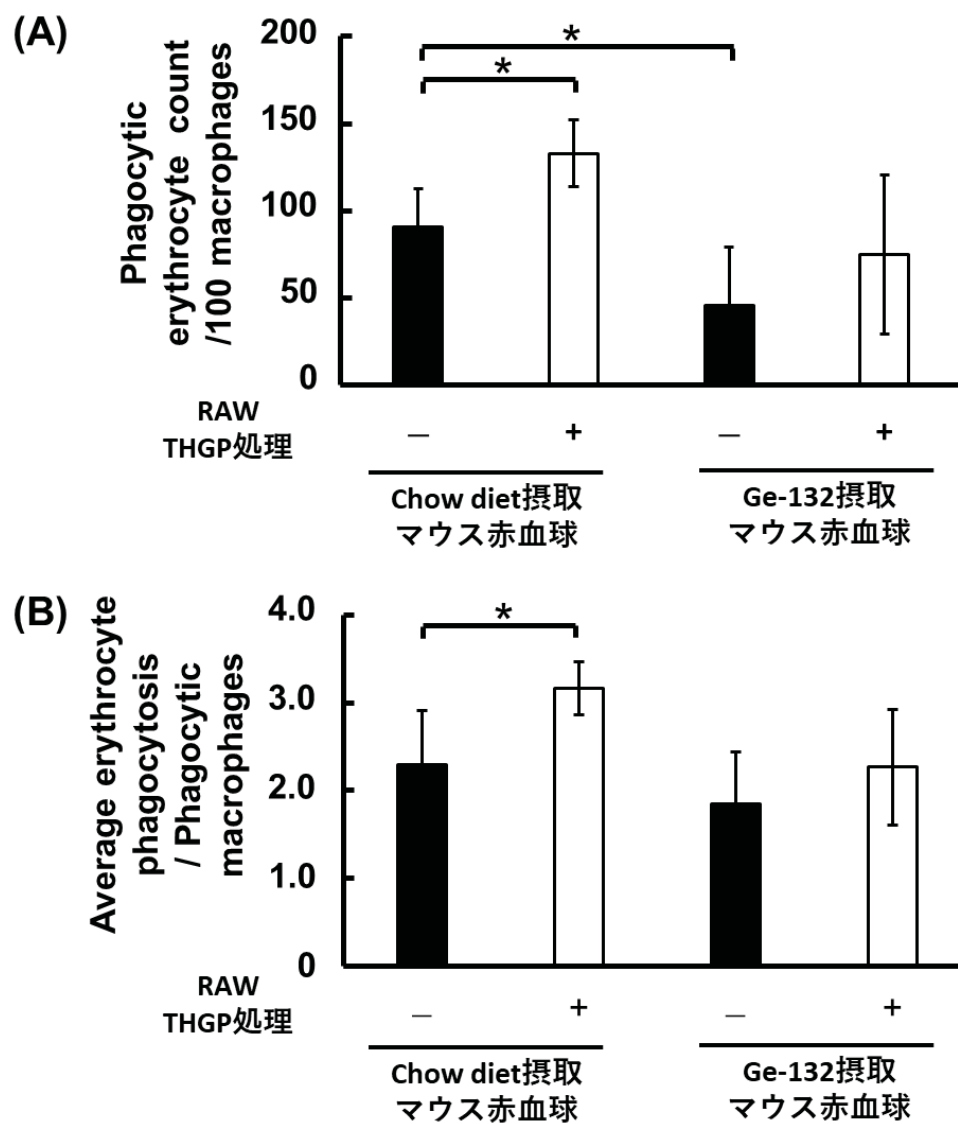 (A)
Phagocytic
erythrocyte count
/100 macrophages
200
150
100
50
0
*
*
RAW
THGP処理
－ + － +
Chow diet摂取
マウス赤血球
Ge-132摂取
マウス赤血球
(B)
Average erythrocyte
phagocytosis
/ Phagocytic
macrophages
4.0
3.0
2.0
1.0
0
*
RAW
THGP処理
－ + － +
Chow diet摂取
マウス赤血球
Ge-132摂取
マウス赤血球